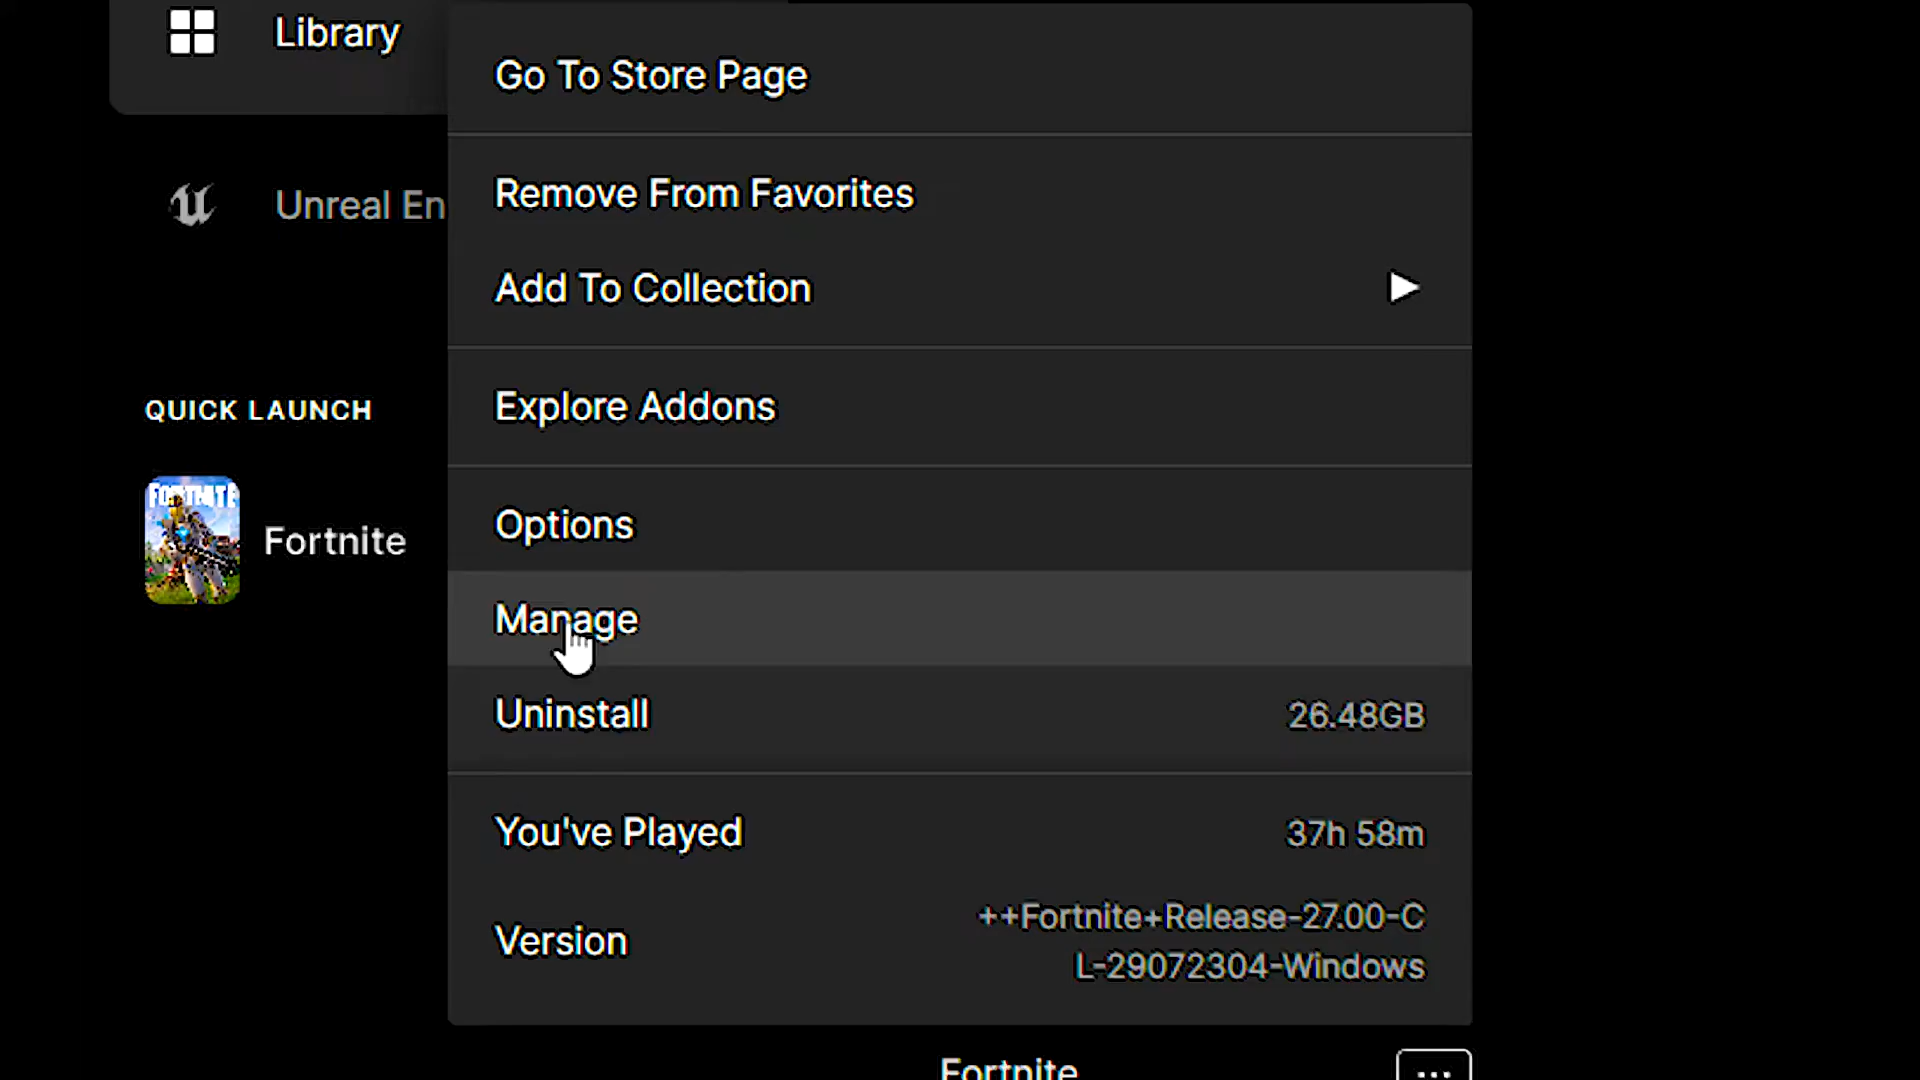 Library
Go To Store Page
Unreal En
Remove From Favorites
Add To Collection
Explore Addons
QUICK LAUNCH
FORTNITE
Fortnite
Options
Manage
Uninstall 26.48GB
You've Played 37h 58m
Version ++Fortnite+Release-27.00-C
L-29072304-Windows
Fortnite